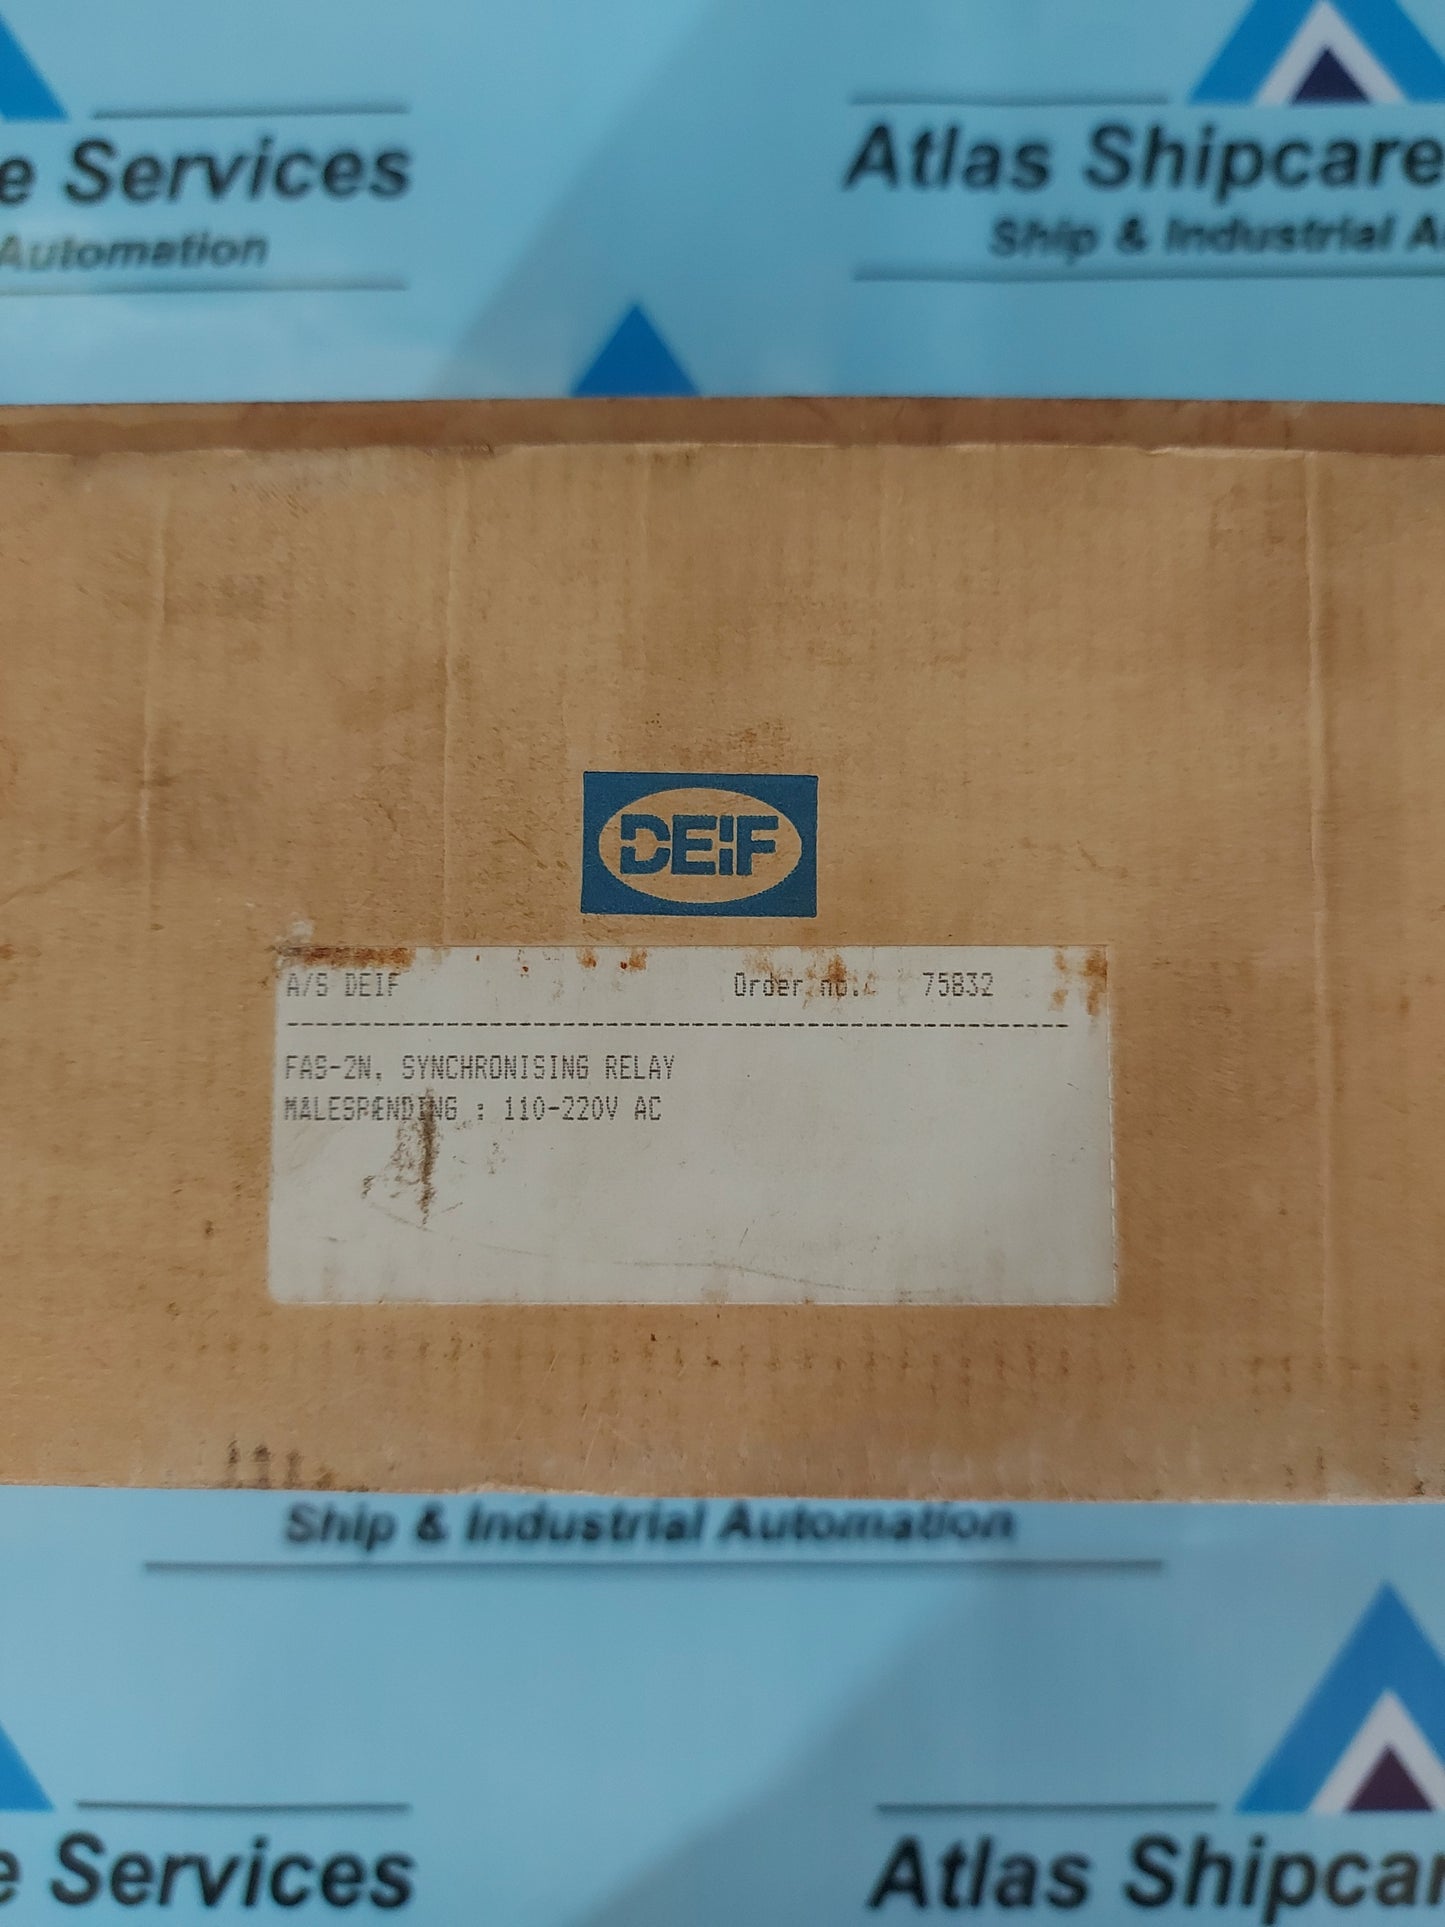 e Services
Automation
Atlas Shipcare
Ship & Industrial A
DEIF
A/S DEIF Order no.: 75832
--------------------------------------------------------
FAS-2N, SYNCHRONISING RELAY
MÅLESPÆNDING : 110-220V AC
Ship & Industrial Automation
e Services
Atlas Shipcar